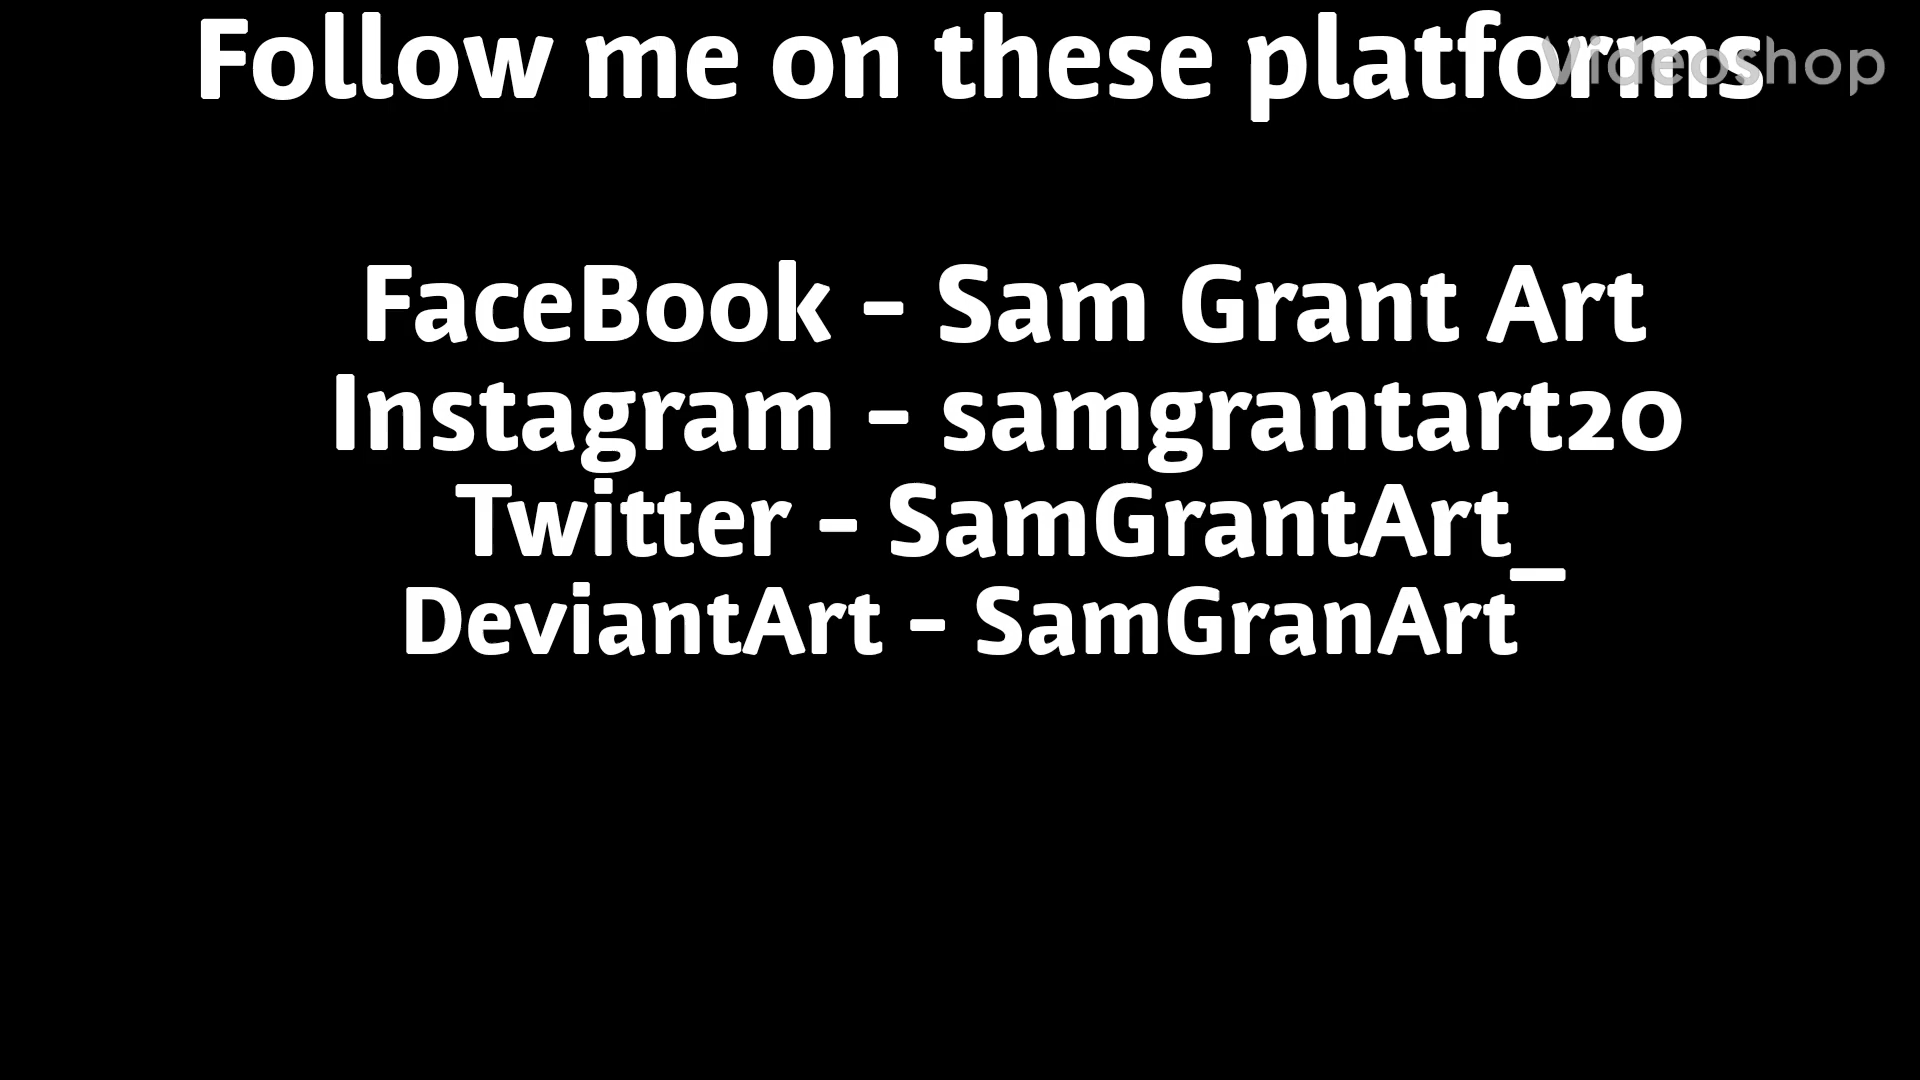 Follow me on these platforms
Videoshop
FaceBook - Sam Grant Art
Instagram - samgrantart20
Twitter - SamGrantArt_
DeviantArt - SamGranArt